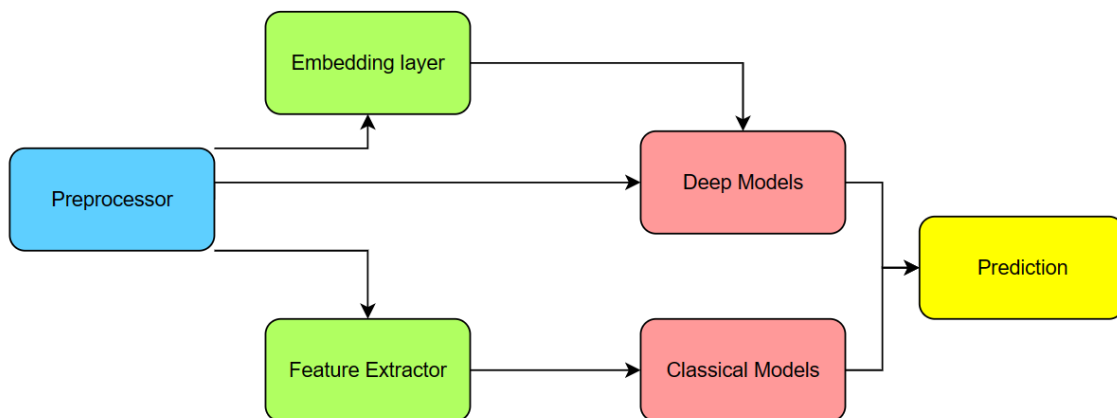 Embedding layer
Preprocessor
Deep Models
Prediction
Feature Extractor
Classical Models